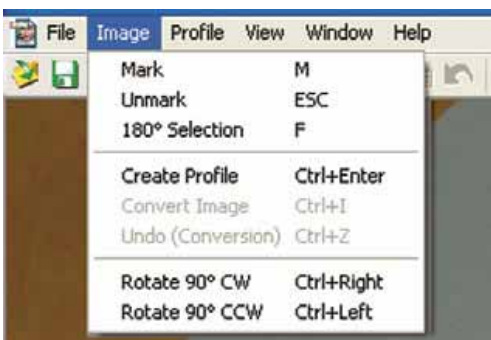 File Image Profile View Window Help
Mark M
Unmark ESC
180° Selection F
Create Profile Ctrl+Enter
Convert Image Ctrl+I
Undo (Conversion) Ctrl+Z
Rotate 90° CW Ctrl+Right
Rotate 90° CCW Ctrl+Left